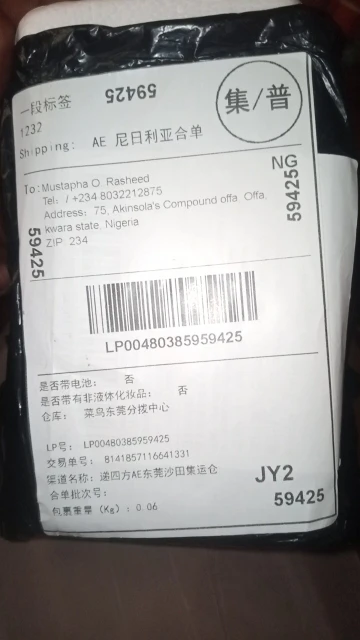 59425
一段标签
1232
集/普
Shipping: AE 尼日利亚合单
To: Mustapha O. Rasheed
Tel: / +234 8032212875
Address: 75, Akinsola's Compound offa, Offa,
kwara state, Nigeria
ZIP: 234
NG
59425
59425
LP00480385959425
是否带电池: 否
是否带有非液体化妆品: 否
仓库: 菜鸟东莞分拨中心
LP号: LP00480385959425
交易单号: 8141857116641331
渠道名称: 递四方AE东莞沙田集运仓
合单批次号:
包裹重量 (Kg): 0.06
JY2
59425